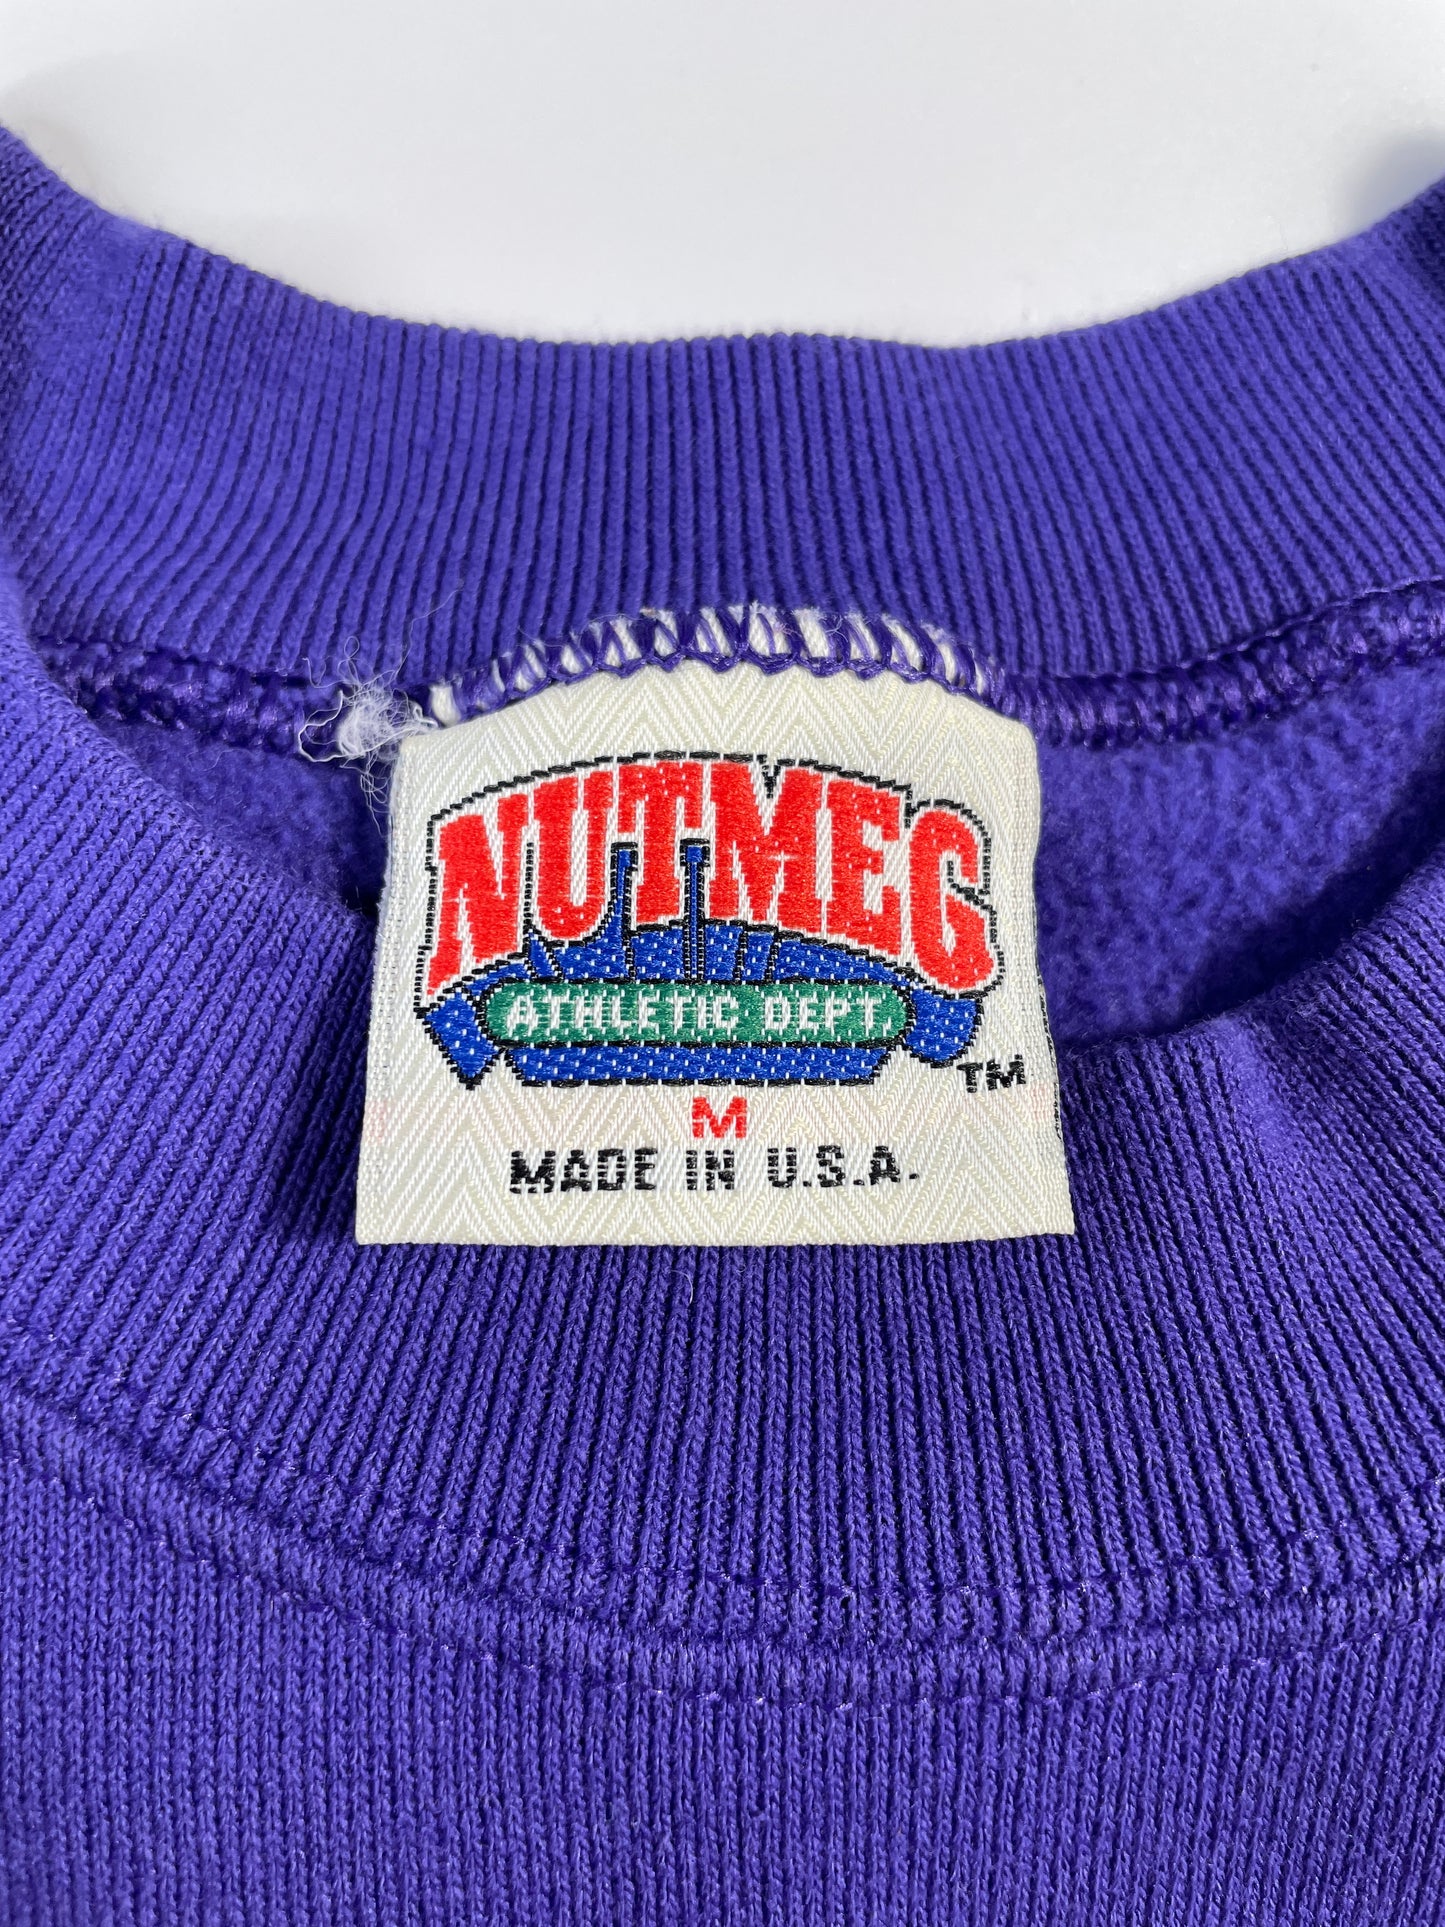 NUTMEG
ATHLETIC DEPT.
TM
M
MADE IN U.S.A.